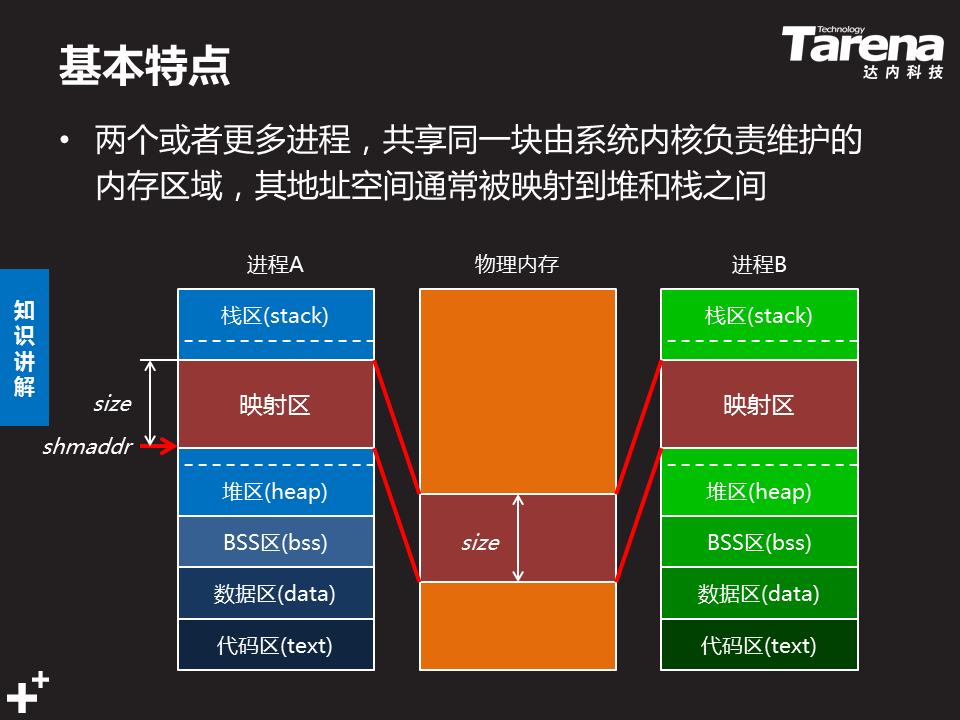 基本特点
Technology
Tarena
达内科技
• 两个或者更多进程，共享同一块由系统内核负责维护的
内存区域，其地址空间通常被映射到堆和栈之间
知识讲解
进程A
物理内存
进程B
栈区(stack)
栈区(stack)
size
映射区
映射区
shmaddr
堆区(heap)
堆区(heap)
BSS区(bss)
size
BSS区(bss)
数据区(data)
数据区(data)
代码区(text)
代码区(text)